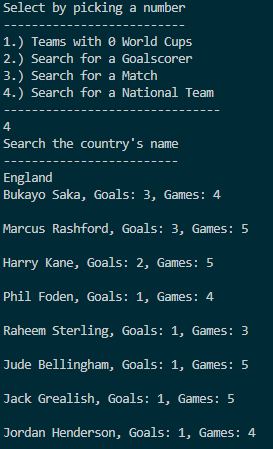 Select by picking a number
--------------------------
1.) Teams with 0 World Cups
2.) Search for a Goalscorer
3.) Search for a Match
4.) Search for a National Team
-------------------------------
4
Search the country's name
-------------------------
England
Bukayo Saka, Goals: 3, Games: 4
Marcus Rashford, Goals: 3, Games: 5
Harry Kane, Goals: 2, Games: 5
Phil Foden, Goals: 1, Games: 4
Raheem Sterling, Goals: 1, Games: 3
Jude Bellingham, Goals: 1, Games: 5
Jack Grealish, Goals: 1, Games: 5
Jordan Henderson, Goals: 1, Games: 4